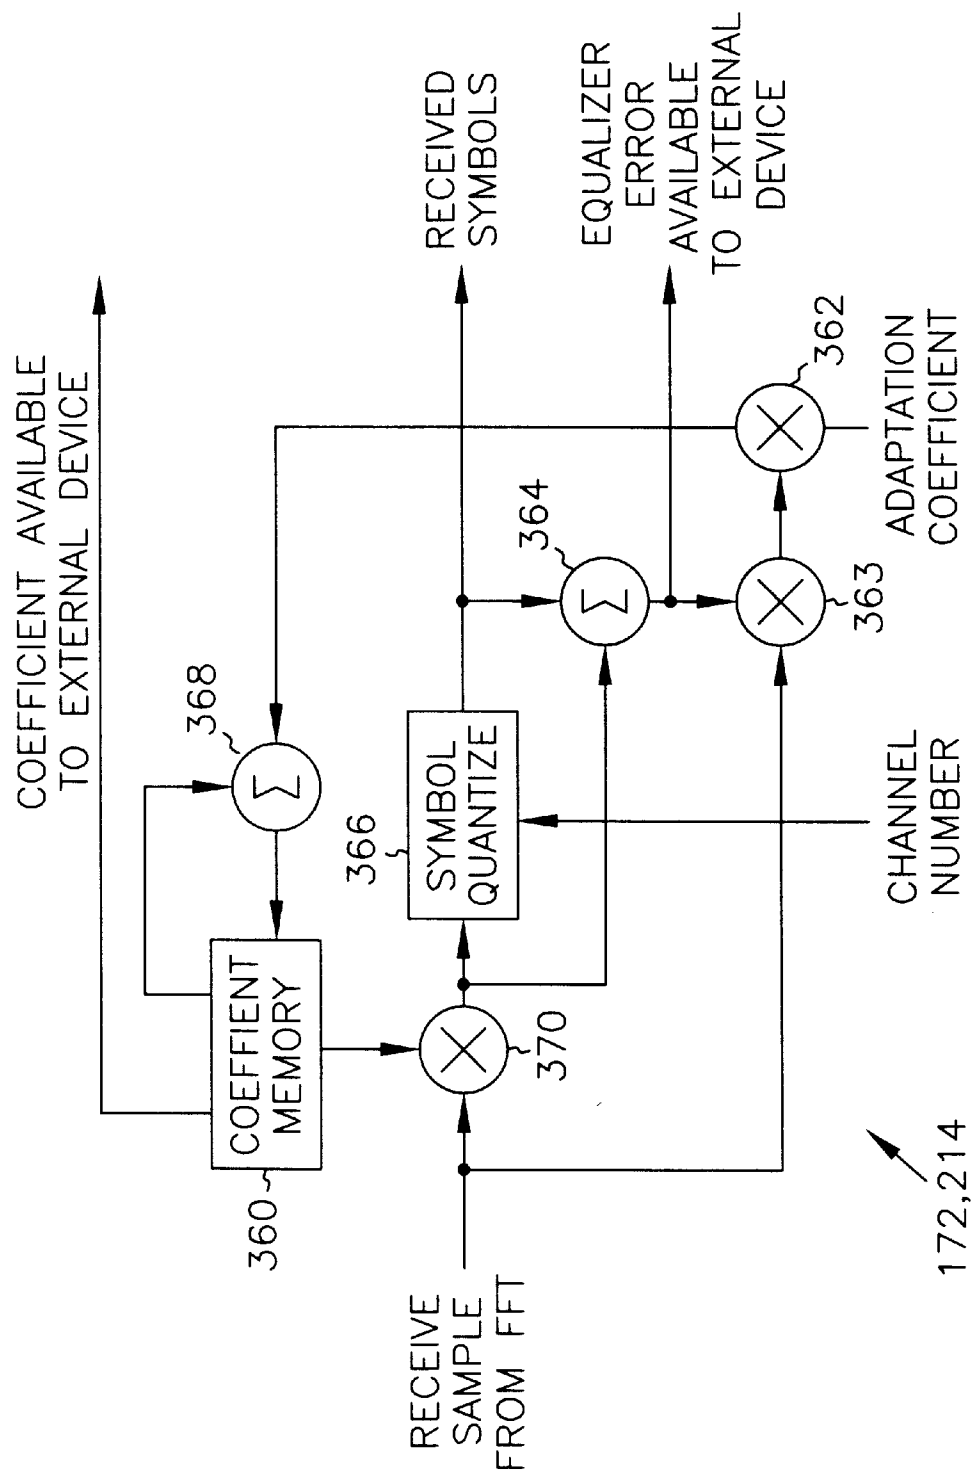 COEFFICIENT AVAILABLE
TO EXTERNAL DEVICE
368
360
COEFFIENT
MEMORY
366
SYMBOL
QUANTIZE
RECEIVED
SYMBOLS
364
EQUALIZER
ERROR
AVAILABLE
TO EXTERNAL
DEVICE
RECEIVE
SAMPLE
FROM FFT
370
363
362
CHANNEL
NUMBER
ADAPTATION
COEFFICIENT
172,214